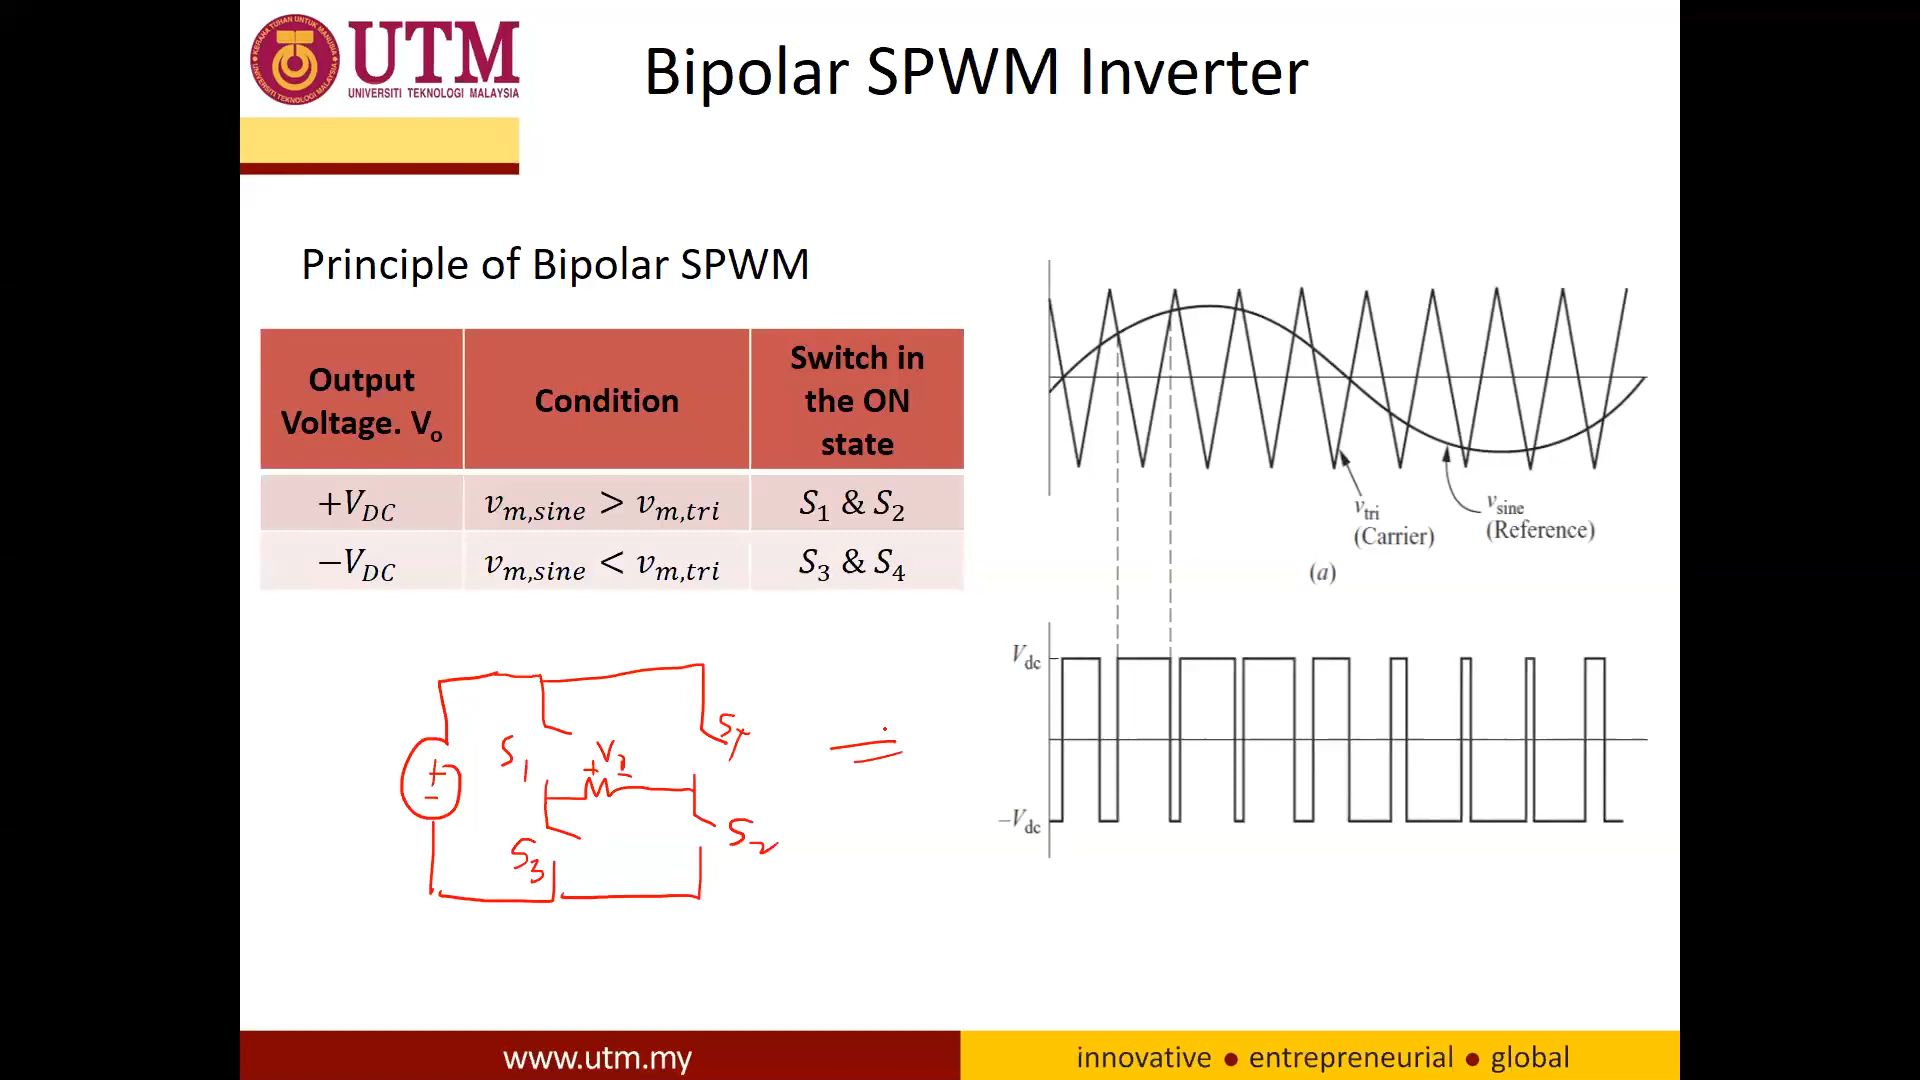 UTM
UNIVERSITI TEKNOLOGI MALAYSIA
Bipolar SPWM Inverter
Principle of Bipolar SPWM
Output Voltage. Vo
Condition
Switch in the ON state
+V_DC
v_m,sine > v_m,tri
S1 & S2
−V_DC
v_m,sine < v_m,tri
S3 & S4
v_tri
(Carrier)
v_sine
(Reference)
(a)
V_dc
−V_dc
S1
+
−
S4
S3
S2
+
−
www.utm.my
innovative ● entrepreneurial ● global